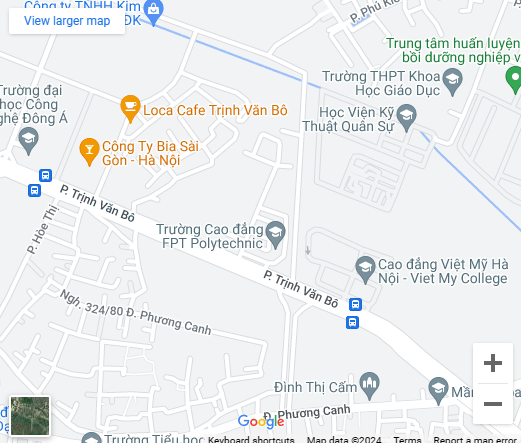 Công ty TNHH Kim
ĐK
View larger map
P. Phú Kiề
Trung tâm huấn luyện
bồi dưỡng nghiệp v
Trường THPT Khoa
Học Giáo Dục
Trường đại
học Công
nghệ Đông Á
Loca Cafe Trịnh Văn Bô
Học Viện Kỹ
Thuật Quân Sự
Công Ty Bia Sài
Gòn - Hà Nội
P. Trịnh Văn Bô
P. Hòe Thị
Trường Cao đẳng
FPT Polytechnic
P. Trịnh Văn Bô
Cao đẳng Việt Mỹ Hà
Nội - Viet My College
Ngh. 324/80 Đ. Phương Canh
Đình Thị Cấm
Mần
Đ. Phương Canh
Google
Trường Tiểu học
Keyboard shortcuts
Map data ©2024
Terms
Report a map error